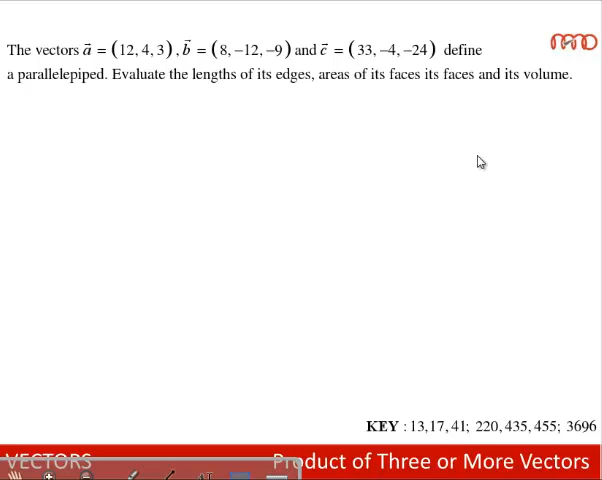 The vectors a⃗ = (12, 4, 3), b⃗ = (8, –12, –9) and c⃗ = (33, –4, –24) define
a parallelepiped. Evaluate the lengths of its edges, areas of its faces its faces and its volume.
KEY : 13,17, 41; 220, 435, 455; 3696
VECTORS
Product of Three or More Vectors